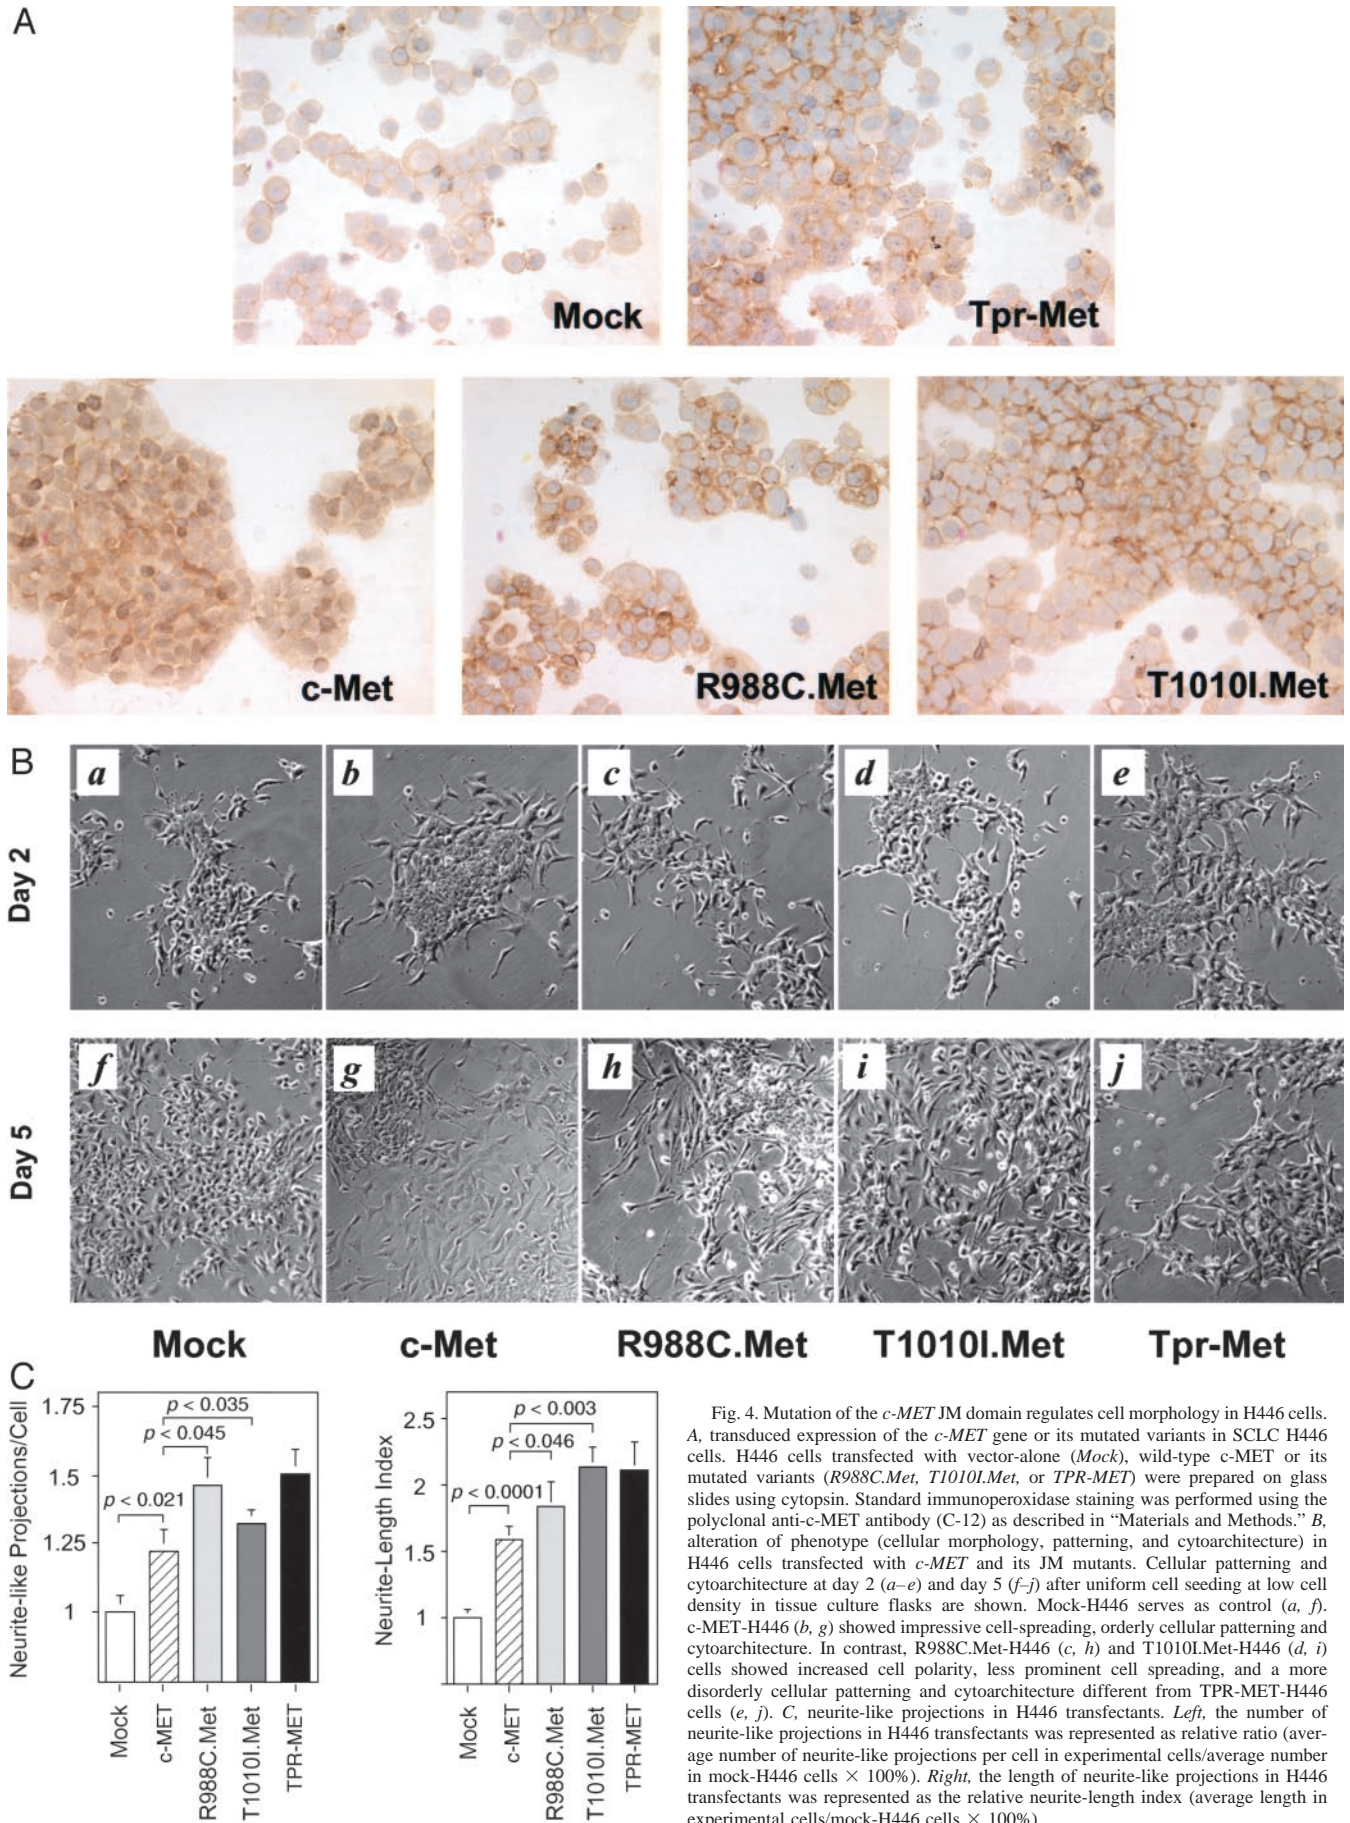 A
Mock
Tpr-Met
c-Met
R988C.Met
T1010I.Met
B
a
b
c
d
e
Day 2
f
g
h
i
j
Day 5
Mock
c-Met
R988C.Met
T1010I.Met
Tpr-Met
C
Neurite-like Projections/Cell
1.75
1.5
1.25
1
p < 0.035
p < 0.045
p < 0.021
Mock
c-MET
R988C.Met
T1010I.Met
TPR-MET
Neurite-Length Index
2.5
2
1.5
1
p < 0.003
p < 0.046
p < 0.0001
Mock
c-MET
R988C.Met
T1010I.Met
TPR-MET
Fig. 4. Mutation of the c-MET JM domain regulates cell morphology in H446 cells.
A, transduced expression of the c-MET gene or its mutated variants in SCLC H446
cells. H446 cells transfected with vector-alone (Mock), wild-type c-MET or its
mutated variants (R988C.Met, T1010I.Met, or TPR-MET) were prepared on glass
slides using cytopsin. Standard immunoperoxidase staining was performed using the
polyclonal anti-c-MET antibody (C-12) as described in “Materials and Methods.” B,
alteration of phenotype (cellular morphology, patterning, and cytoarchitecture) in
H446 cells transfected with c-MET and its JM mutants. Cellular patterning and
cytoarchitecture at day 2 (a–e) and day 5 (f–j) after uniform cell seeding at low cell
density in tissue culture flasks are shown. Mock-H446 serves as control (a, f).
c-MET-H446 (b, g) showed impressive cell-spreading, orderly cellular patterning and
cytoarchitecture. In contrast, R988C.Met-H446 (c, h) and T1010I.Met-H446 (d, i)
cells showed increased cell polarity, less prominent cell spreading, and a more
disorderly cellular patterning and cytoarchitecture different from TPR-MET-H446
cells (e, j). C, neurite-like projections in H446 transfectants. Left, the number of
neurite-like projections in H446 transfectants was represented as relative ratio (aver-
age number of neurite-like projections per cell in experimental cells/average number
in mock-H446 cells × 100%). Right, the length of neurite-like projections in H446
transfectants was represented as the relative neurite-length index (average length in
experimental cells/mock-H446 cells × 100%)